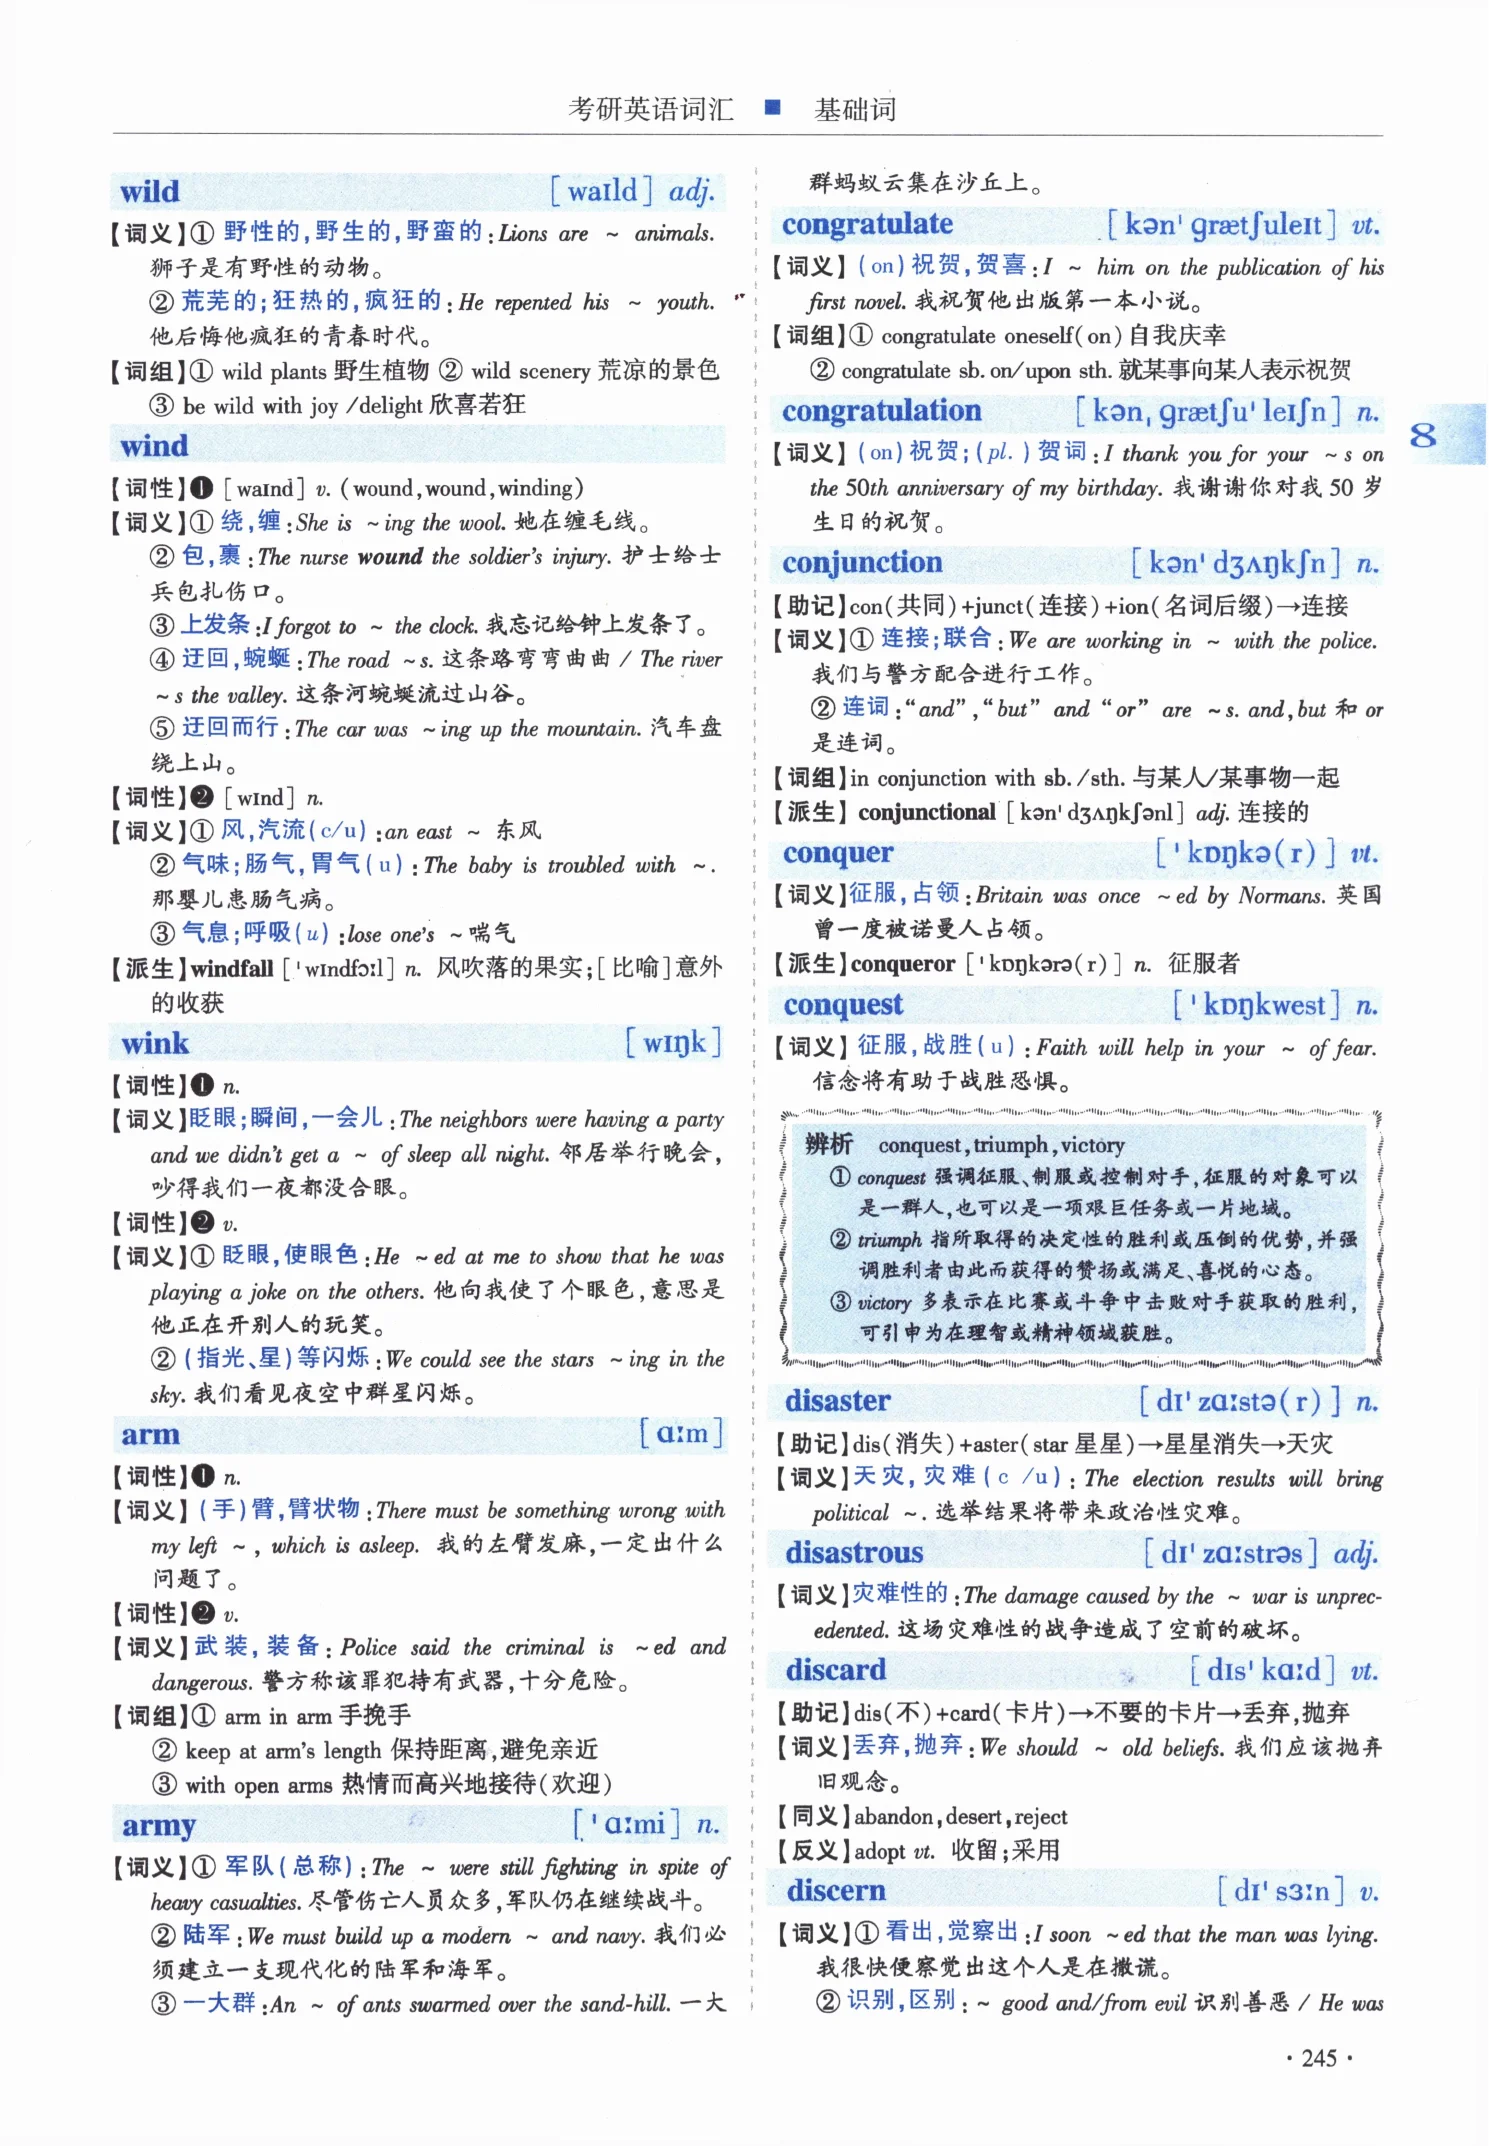 考研英语词汇 ■ 基础词
wild [waɪld] adj.
【词义】① 野性的,野生的,野蛮的:Lions are ~ animals.
狮子是有野性的动物。
② 荒芜的;狂热的,疯狂的:He repented his ~ youth.
他后悔他疯狂的青春时代。
【词组】① wild plants 野生植物 ② wild scenery 荒凉的景色
③ be wild with joy /delight 欣喜若狂
wind
【词性】❶ [waɪnd] v. (wound,wound,winding)
【词义】① 绕,缠:She is ~ing the wool. 她在缠毛线。
② 包,裹:The nurse wound the soldier's injury. 护士给士
兵包扎伤口。
③ 上发条:I forgot to ~ the clock. 我忘记给钟上发条了。
④ 迂回,蜿蜒:The road ~s. 这条路弯弯曲曲 / The river
~s the valley. 这条河蜿蜒流过山谷。
⑤ 迂回而行:The car was ~ing up the mountain. 汽车盘
绕上山。
【词性】❷ [wɪnd] n.
【词义】① 风,汽流(c/u):an east ~ 东风
② 气味;肠气,胃气(u):The baby is troubled with ~.
那婴儿患肠气病。
③ 气息;呼吸(u):lose one's ~喘气
【派生】windfall [ˈwɪndfɔːl] n. 风吹落的果实;[比喻]意外
的收获
wink [wɪŋk]
【词性】❶ n.
【词义】眨眼;瞬间,一会儿:The neighbors were having a party
and we didn't get a ~ of sleep all night. 邻居举行晚会,
吵得我们一夜都没合眼。
【词性】❷ v.
【词义】① 眨眼,使眼色:He ~ed at me to show that he was
playing a joke on the others. 他向我使了个眼色,意思是
他正在开别人的玩笑。
② (指光、星)等闪烁:We could see the stars ~ing in the
sky. 我们看见夜空中群星闪烁。
arm [ɑːm]
【词性】❶ n.
【词义】(手)臂,臂状物:There must be something wrong with
my left ~, which is asleep. 我的左臂发麻,一定出什么
问题了。
【词性】❷ v.
【词义】武装,装备:Police said the criminal is ~ed and
dangerous. 警方称该罪犯持有武器,十分危险。
【词组】① arm in arm 手挽手
② keep at arm's length 保持距离,避免亲近
③ with open arms 热情而高兴地接待(欢迎)
army [ˈɑːmi] n.
【词义】① 军队(总称):The ~ were still fighting in spite of
heavy casualties. 尽管伤亡人员众多,军队仍在继续战斗。
② 陆军:We must build up a modern ~ and navy. 我们必
须建立一支现代化的陆军和海军。
③ 一大群:An ~ of ants swarmed over the sand-hill. 一大
群蚂蚁云集在沙丘上。
congratulate [kənˈgrætʃuleɪt] vt.
【词义】(on)祝贺,贺喜:I ~ him on the publication of his
first novel. 我祝贺他出版第一本小说。
【词组】① congratulate oneself(on)自我庆幸
② congratulate sb. on/upon sth. 就某事向某人表示祝贺
congratulation [kənˌgrætʃuˈleɪʃn] n.
【词义】(on)祝贺;(pl.)贺词:I thank you for your ~s on
the 50th anniversary of my birthday. 我谢谢你对我50岁
生日的祝贺。
conjunction [kənˈdʒʌŋkʃn] n.
【助记】con(共同)+junct(连接)+ion(名词后缀)→连接
【词义】① 连接;联合:We are working in ~ with the police.
我们与警方配合进行工作。
② 连词:“and”,“but” and “or” are ~s. and,but 和 or
是连词。
【词组】in conjunction with sb./sth. 与某人/某事物一起
【派生】conjunctional [kənˈdʒʌŋkʃənl] adj. 连接的
conquer [ˈkɒŋkə(r)] vt.
【词义】征服,占领:Britain was once ~ed by Normans. 英国
曾一度被诺曼人占领。
【派生】conqueror [ˈkɒŋkərə(r)] n. 征服者
conquest [ˈkɒŋkwest] n.
【词义】征服,战胜(u):Faith will help in your ~ of fear.
信念将有助于战胜恐惧。
辨析 conquest,triumph,victory
① conquest 强调征服、制服或控制对手,征服的对象可以
是一群人,也可以是一项艰巨任务或一片地域。
② triumph 指所取得的决定性的胜利或压倒的优势,并强
调胜利者由此而获得的赞扬或满足、喜悦的心态。
③ victory 多表示在比赛或斗争中击败对手获取的胜利,
可引申为在理智或精神领域获胜。
disaster [dɪˈzɑːstə(r)] n.
【助记】dis(消失)+aster(star 星星)→星星消失→天灾
【词义】天灾,灾难(c /u):The election results will bring
political ~. 选举结果将带来政治性灾难。
disastrous [dɪˈzɑːstrəs] adj.
【词义】灾难性的:The damage caused by the ~ war is unprec-
edented. 这场灾难性的战争造成了空前的破坏。
discard [dɪsˈkɑːd] vt.
【助记】dis(不)+card(卡片)→不要的卡片→丢弃,抛弃
【词义】丢弃,抛弃:We should ~ old beliefs. 我们应该抛弃
旧观念。
【同义】abandon,desert,reject
【反义】adopt vt. 收留;采用
discern [dɪˈsɜːn] v.
【词义】① 看出,觉察出:I soon ~ed that the man was lying.
我很快便察觉出这个人是在撒谎。
② 识别,区别:~ good and/from evil 识别善恶 / He was
8
·245·